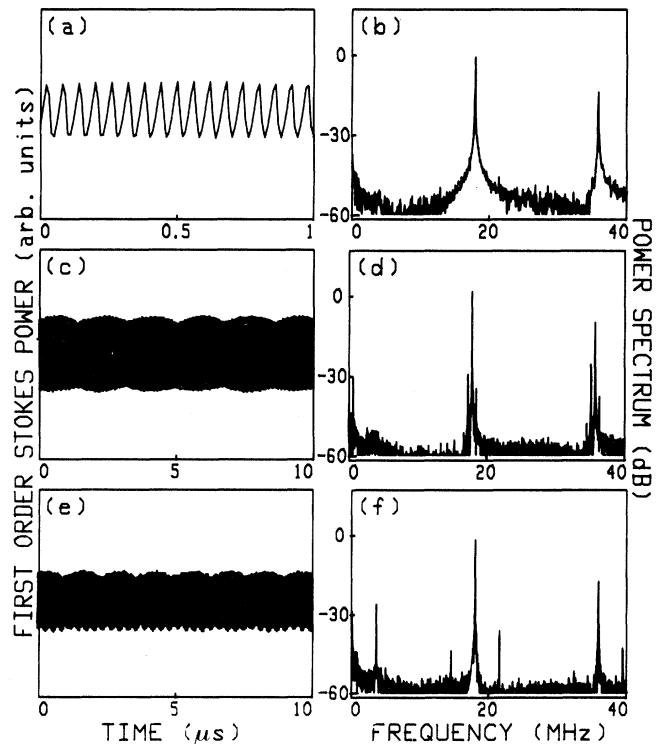 (a)
(b)
0
-30
-60
0
0.5
1
0
20
40
(c)
(d)
0
-30
-60
0
5
10
0
20
40
(e)
(f)
0
-30
-60
0
5
10
0
20
40
TIME (μs)
FREQUENCY (MHz)
FIRST ORDER STOKES POWER (arb. units)
POWER SPECTRUM (dB)